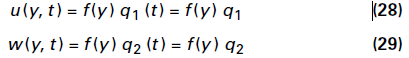 u(y, t) = f(y) q₁ (t) = f(y) q₁ (28)
w(y, t) = f(y) q₂ (t) = f(y) q₂ (29)